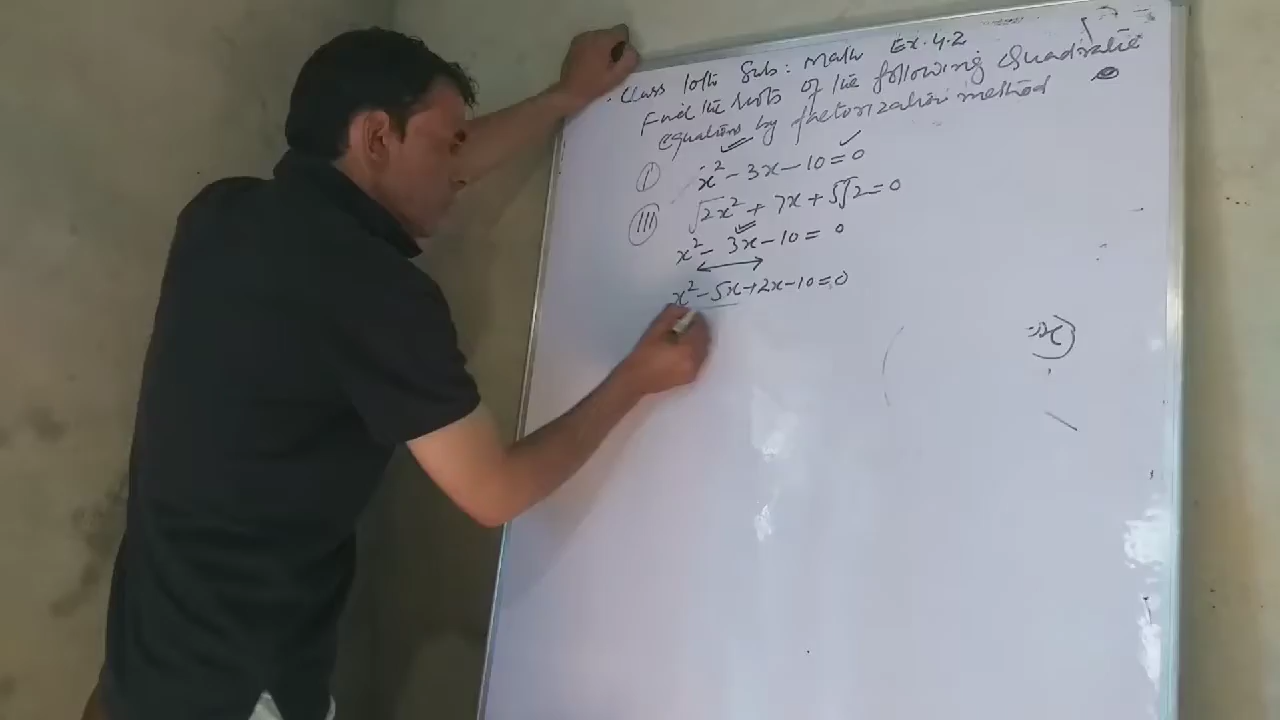 Class 10th Sub: Math Ex. 4.2
Find the roots of the following Quadratic
equations by factorization method
(I) x² - 3x - 10 = 0
(III) √2x² + 7x + 5√2 = 0
x² - 3x - 10 = 0
x² - 5x + 2x - 10 = 0